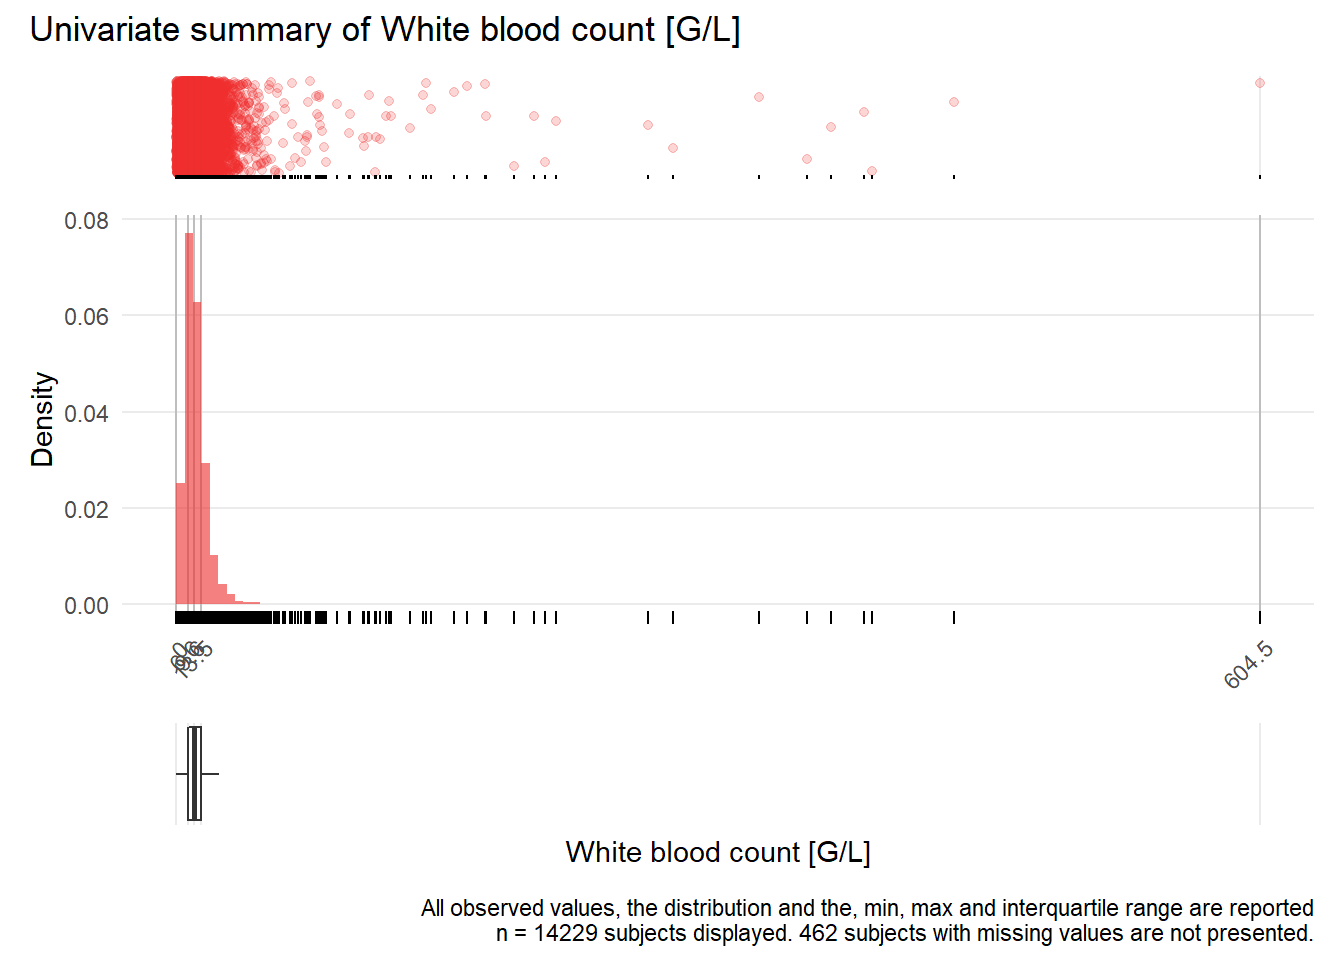 Univariate summary of White blood count [G/L]
0.08
0.06
0.04
0.02
0.00
Density
13.5
604.5
White blood count [G/L]
All observed values, the distribution and the, min, max and interquartile range are reported
n = 14229 subjects displayed. 462 subjects with missing values are not presented.